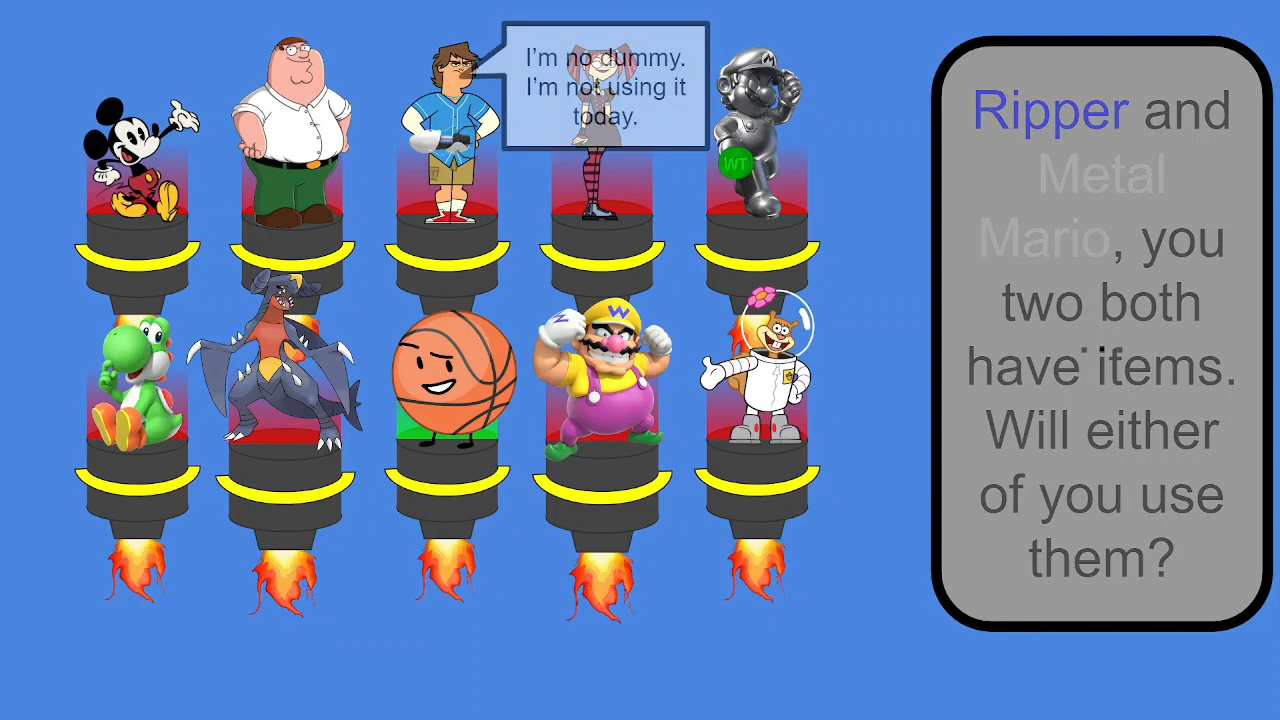 I'm no dummy.
I'm not using it
today.
WT
M
W
Ripper and
Metal
Mario, you
two both
have items.
Will either
of you use
them?